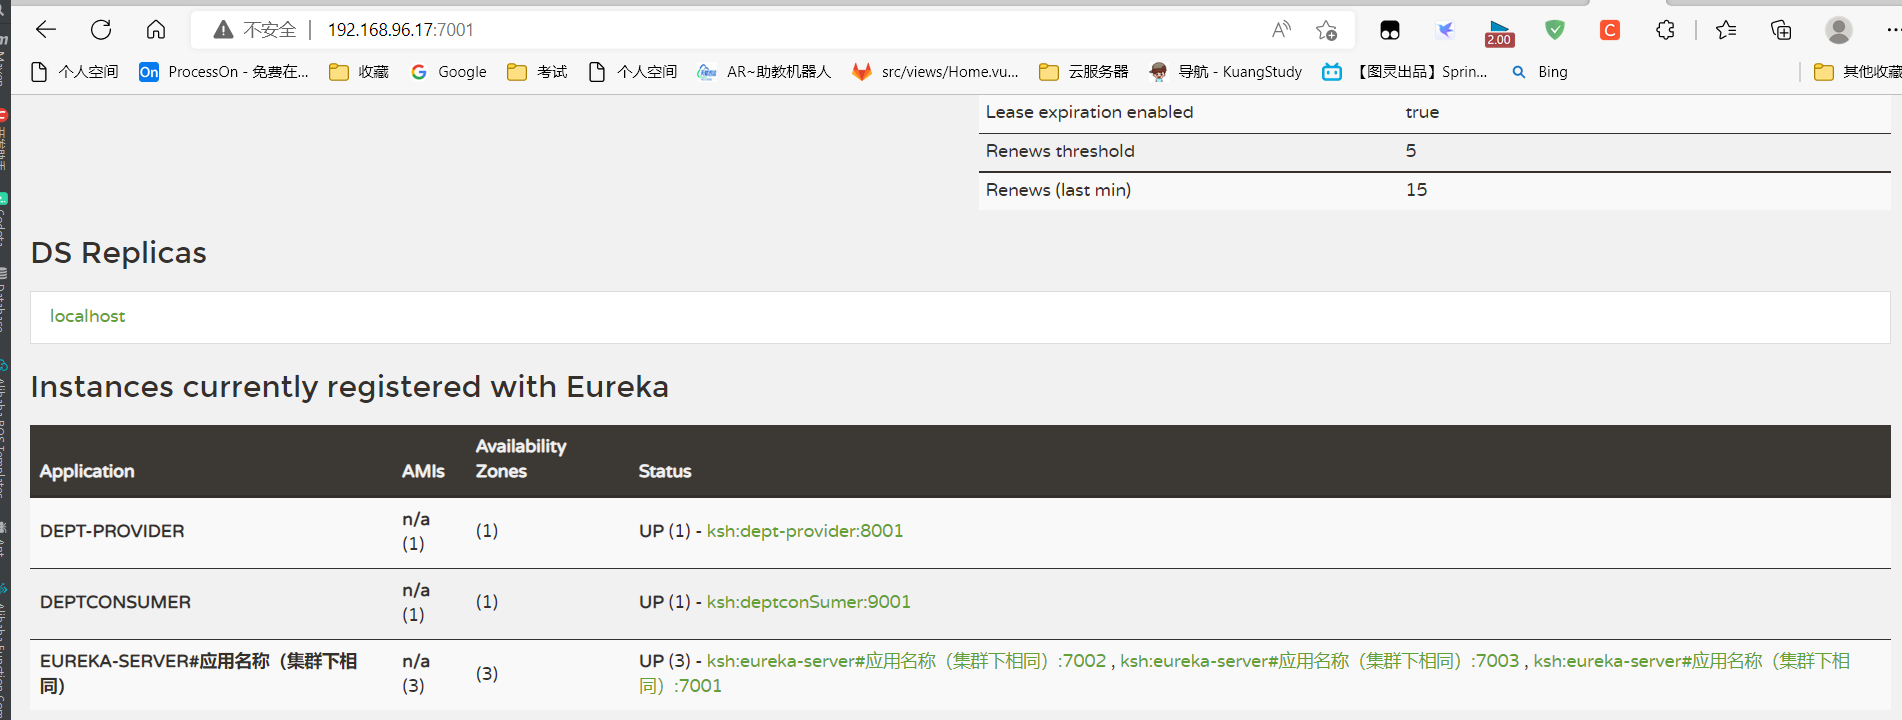 不安全 192.168.96.17:7001
2.00
个人空间 ProcessOn - 免费在... 收藏 Google 考试 个人空间 AR~助教机器人 src/views/Home.vu... 云服务器 导航 - KuangStudy 【图灵出品】Sprin... Bing 其他收藏
Lease expiration enabled true
Renews threshold 5
Renews (last min) 15
DS Replicas
localhost
Instances currently registered with Eureka
Application AMIs Availability Zones Status
DEPT-PROVIDER n/a (1) (1) UP (1) - ksh:dept-provider:8001
DEPTCONSUMER n/a (1) (1) UP (1) - ksh:deptconSumer:9001
EUREKA-SERVER#应用名称（集群下相同） n/a (3) (3) UP (3) - ksh:eureka-server#应用名称（集群下相同）:7002 , ksh:eureka-server#应用名称（集群下相同）:7003 , ksh:eureka-server#应用名称（集群下相同）:7001